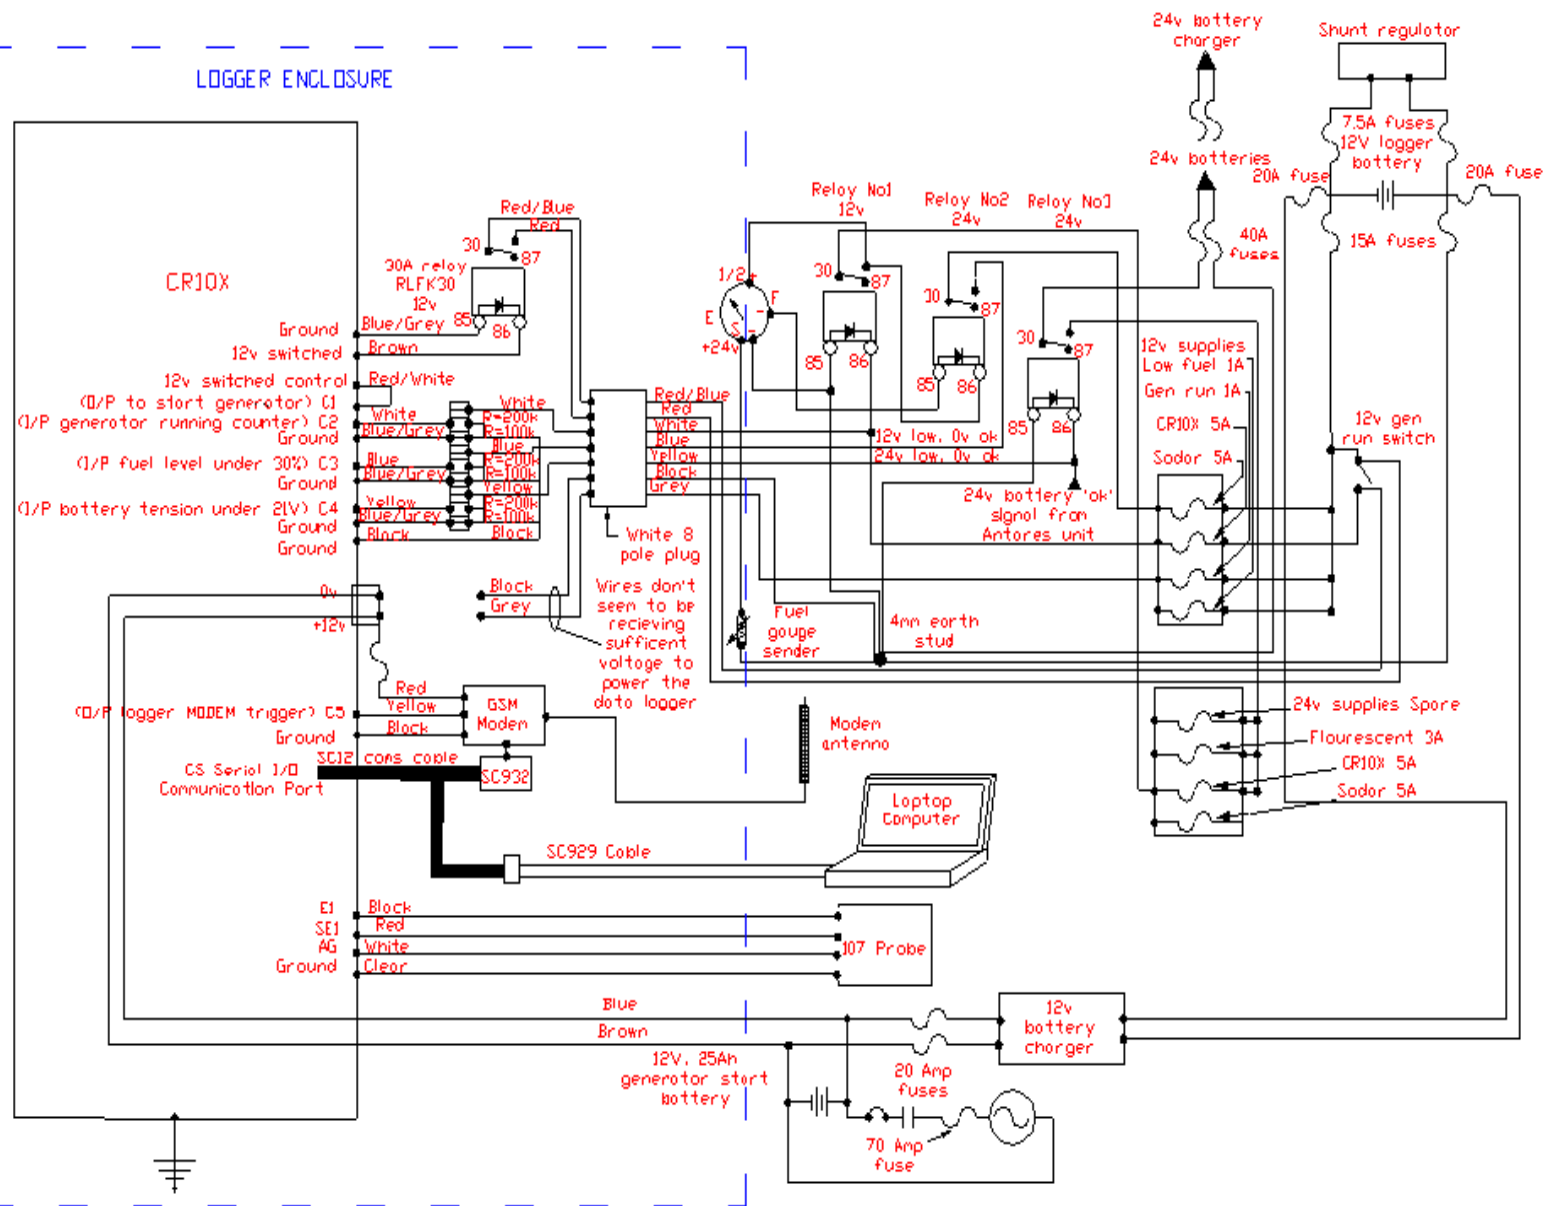 LOGGER ENCLOSURE
24v battery
charger
Shunt regulator
7.5A fuses
12V logger
battery
24v batteries
20A fuse
20A fuse
40A
fuses
15A fuses
Relay No1
12v
Relay No2
24v
Relay No3
24v
Red/Blue
Red
30
87
30A relay
RLFK30
12v
85
86
CR10X
Ground
Blue/Grey
12v switched
Brown
12v switched control
Red/White
(O/P to start generator) C1
(I/P generator running counter) C2
White
Ground
Blue/Grey
(I/P fuel level under 30%) C3
Blue
Ground
Blue/Grey
(I/P battery tension under 21V) C4
Yellow
Ground
Blue/Grey
Ground
Black
White
R=200k
R=100k
Blue
R=200k
R=100k
Yellow
R=200k
R=100k
Black
1/2
+
E
F
-
S
-
+24v
30
87
85
86
30
87
85
86
30
87
85
86
Red/Blue
Red
White
Blue
Yellow
Black
Grey
12v low, 0v ok
24v low, 0v ok
24v battery 'ok'
signal from
Antares unit
12v supplies
Low fuel 1A
Gen run 1A
CR10X 5A
Sadar 5A
12v gen
run switch
White 8
pole plug
0v
+12v
Black
Grey
Wires don't
seem to be
recieving
sufficent
voltage to
power the
data logger
Fuel
gauge
sender
4mm earth
stud
Red
Yellow
Black
(O/P logger MODEM trigger) C5
Ground
GSM
Modem
SC12 coms cable
CS Serial I/O
Communication Port
SC932
Modem
antenna
24v supplies Spare
Flourescent 3A
CR10X 5A
Sadar 5A
Laptop
Computer
SC929 Cable
E1
Black
SE1
Red
AG
White
Ground
Clear
107 Probe
Blue
Brown
12v
battery
charger
12V, 25Ah
generator start
battery
20 Amp
fuses
70 Amp
fuse